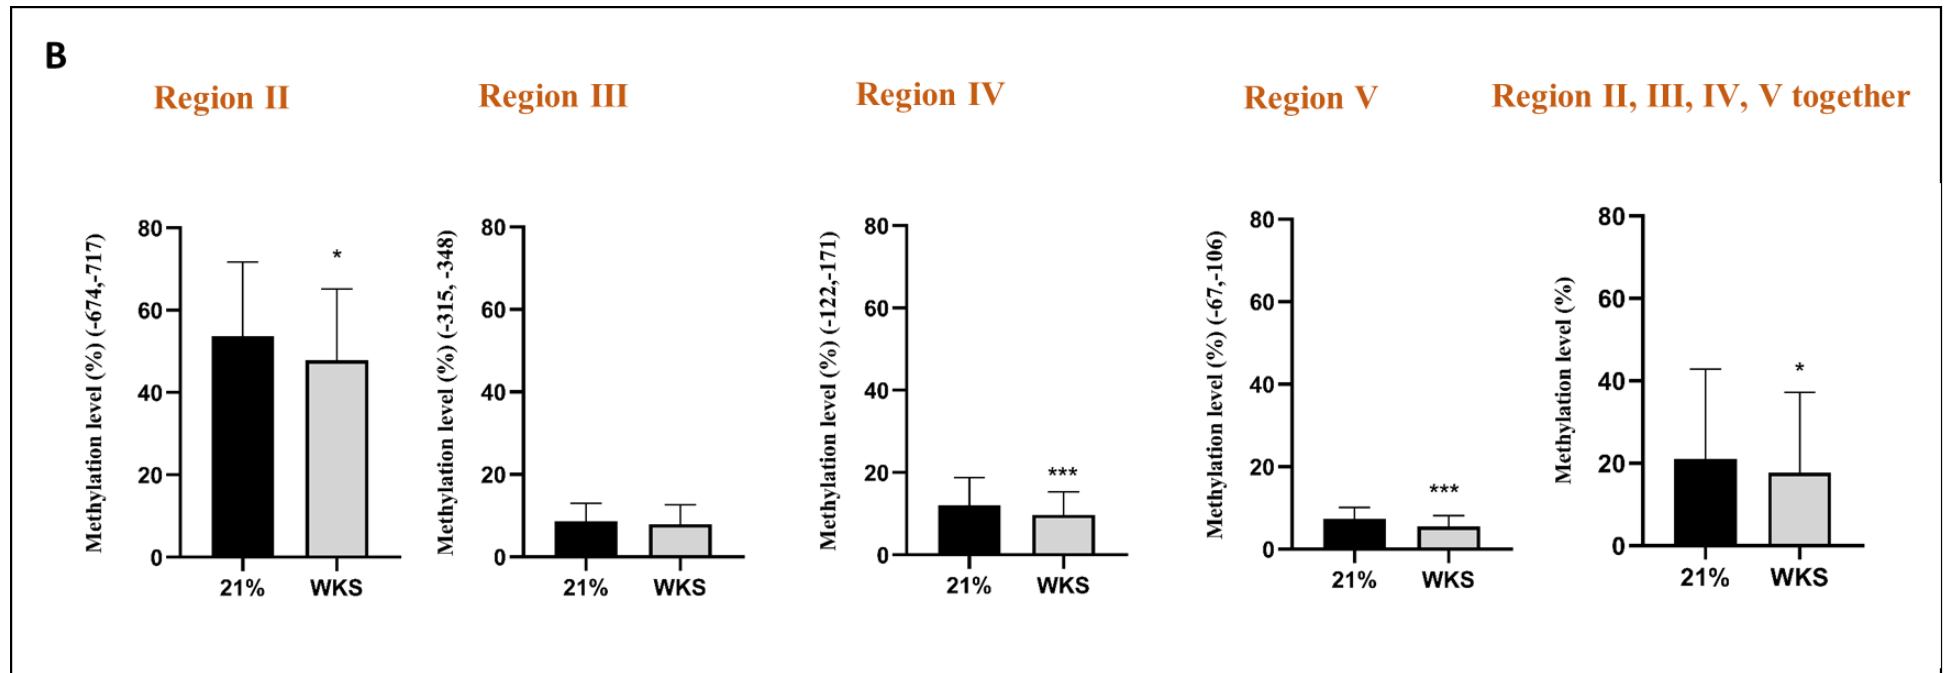 B
Region II
Region III
Region IV
Region V
Region II, III, IV, V together
Methylation level (%) (-674,-717)
80
60
40
20
0
*
21%
WKS
Methylation level (%) (-315, -348)
80
60
40
20
0
21%
WKS
Methylation level (%) (-122,-171)
80
60
40
20
0
***
21%
WKS
Methylation level (%) (-67,-106)
80
60
40
20
0
***
21%
WKS
Methylation level (%)
80
60
40
20
0
*
21%
WKS